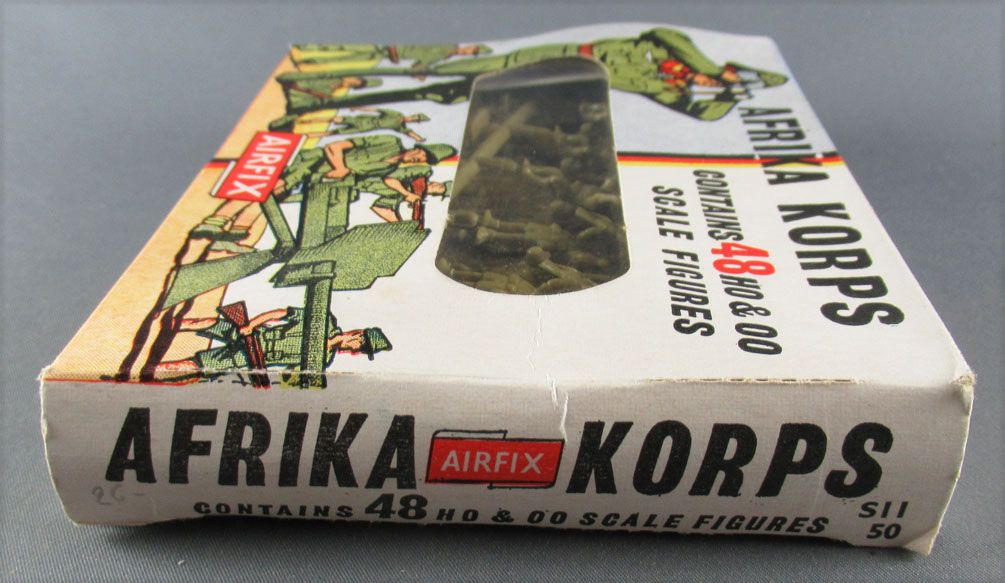 AFRIKA KORPS
CONTAINS 48 HO & OO
SCALE FIGURES
AIRFIX
AFRIKA AIRFIX KORPS
CONTAINS 48 HO & OO SCALE FIGURES
S11
50